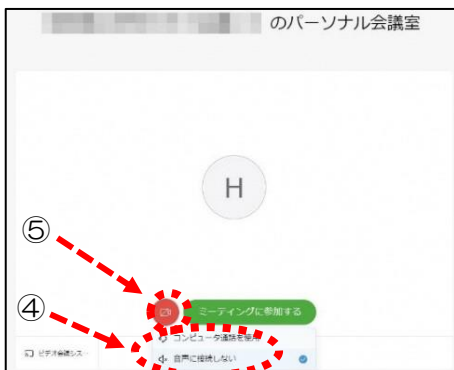 のパーソナル会議室
H
⑤
ミーティングに参加する
④
コンピュータ通話を使用
ビデオ会議シス…
音声に接続しない